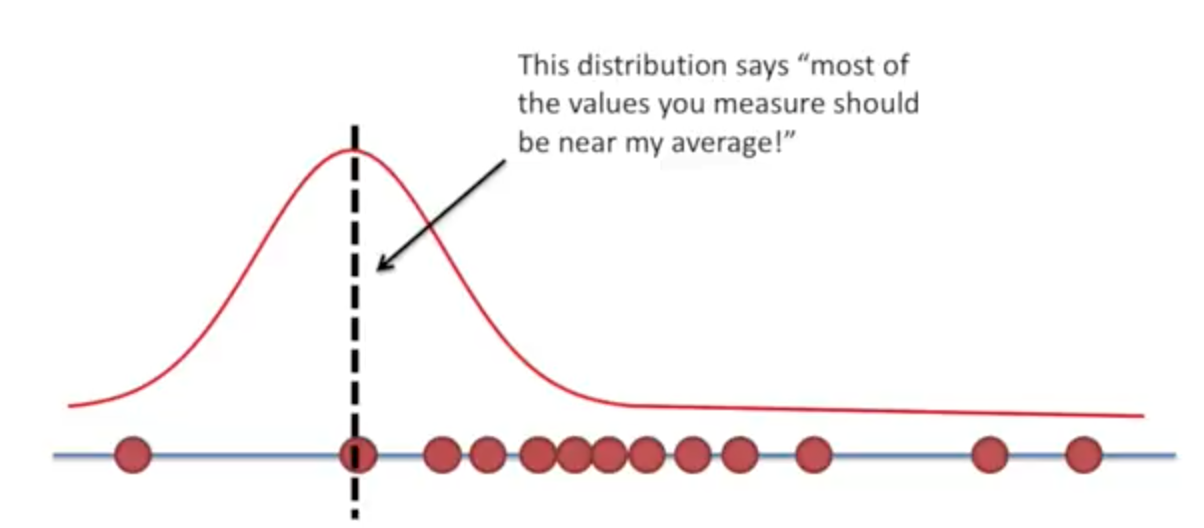 This distribution says “most of
the values you measure should
be near my average!”